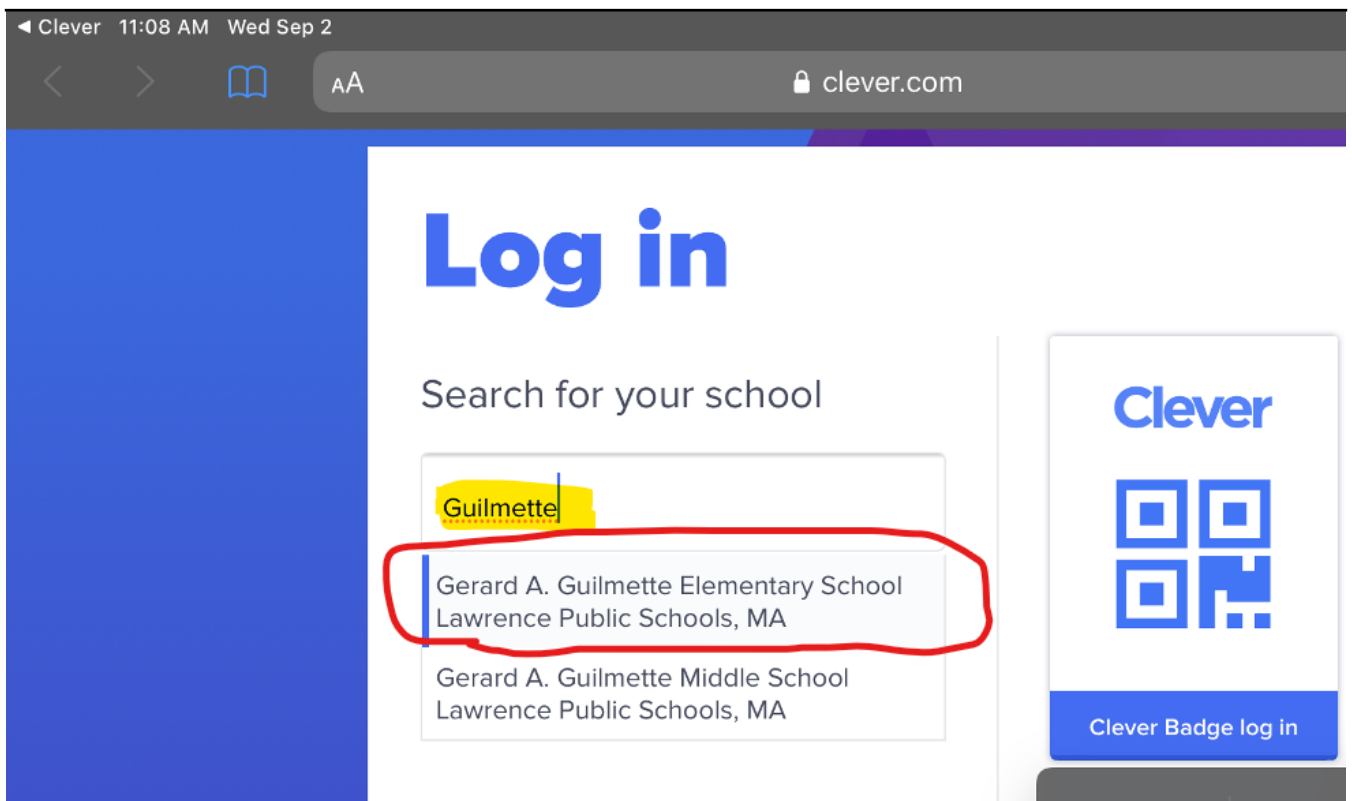 ◀ Clever 11:08 AM Wed Sep 2
AA clever.com
Log in
Search for your school
Guilmette
Gerard A. Guilmette Elementary School
Lawrence Public Schools, MA
Gerard A. Guilmette Middle School
Lawrence Public Schools, MA
Clever
Clever Badge log in